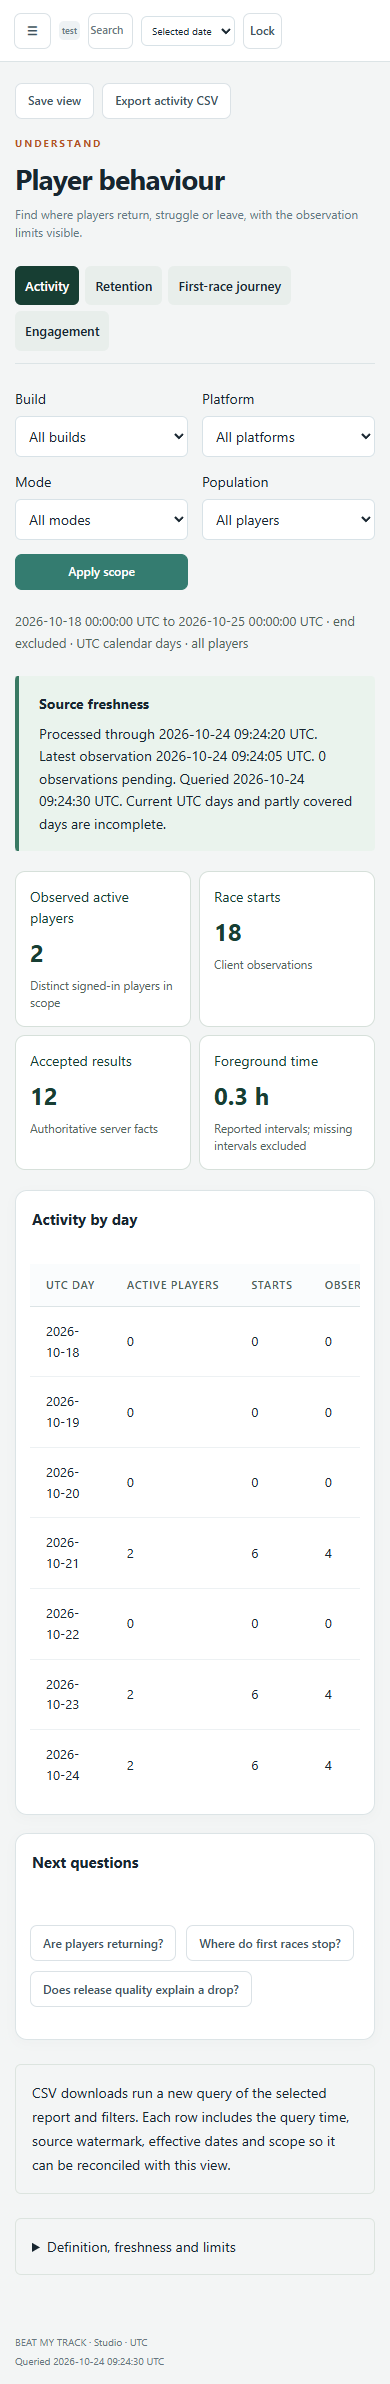 ☰ test Search Selected date Lock
Save view Export activity CSV
UNDERSTAND
Player behaviour
Find where players return, struggle or leave, with the observation
limits visible.
Activity Retention First-race journey
Engagement
Build Platform
All builds All platforms
Mode Population
All modes All players
Apply scope
2026-10-18 00:00:00 UTC to 2026-10-25 00:00:00 UTC · end
excluded · UTC calendar days · all players
Source freshness
Processed through 2026-10-24 09:24:20 UTC.
Latest observation 2026-10-24 09:24:05 UTC. 0
observations pending. Queried 2026-10-24
09:24:30 UTC. Current UTC days and partly covered
days are incomplete.
Observed active
players
2
Distinct signed-in players in
scope
Race starts
18
Client observations
Accepted results
12
Authoritative server facts
Foreground time
0.3 h
Reported intervals; missing
intervals excluded
Activity by day
UTC DAY ACTIVE PLAYERS STARTS OBSER
2026-
10-18 0 0 0
2026-
10-19 0 0 0
2026-
10-20 0 0 0
2026-
10-21 2 6 4
2026-
10-22 0 0 0
2026-
10-23 2 6 4
2026-
10-24 2 6 4
Next questions
Are players returning? Where do first races stop?
Does release quality explain a drop?
CSV downloads run a new query of the selected
report and filters. Each row includes the query time,
source watermark, effective dates and scope so it
can be reconciled with this view.
▶ Definition, freshness and limits
BEAT MY TRACK · Studio · UTC
Queried 2026-10-24 09:24:30 UTC